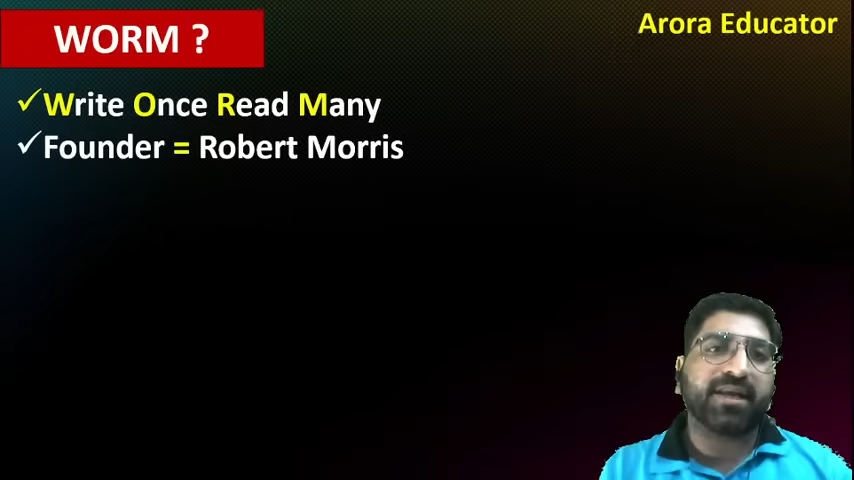 WORM ?
Arora Educator
✓Write Once Read Many
✓Founder = Robert Morris